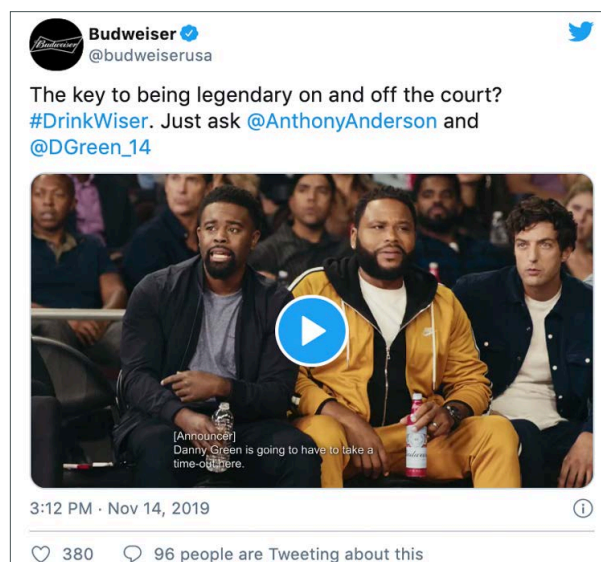 Budweiser
Budweiser
@budweiserusa
The key to being legendary on and off the court?
#DrinkWiser. Just ask @AnthonyAnderson and
@DGreen_14
[Announcer]
Danny Green is going to have to take a
time-out here.
Budweiser
3:12 PM · Nov 14, 2019
380 96 people are Tweeting about this